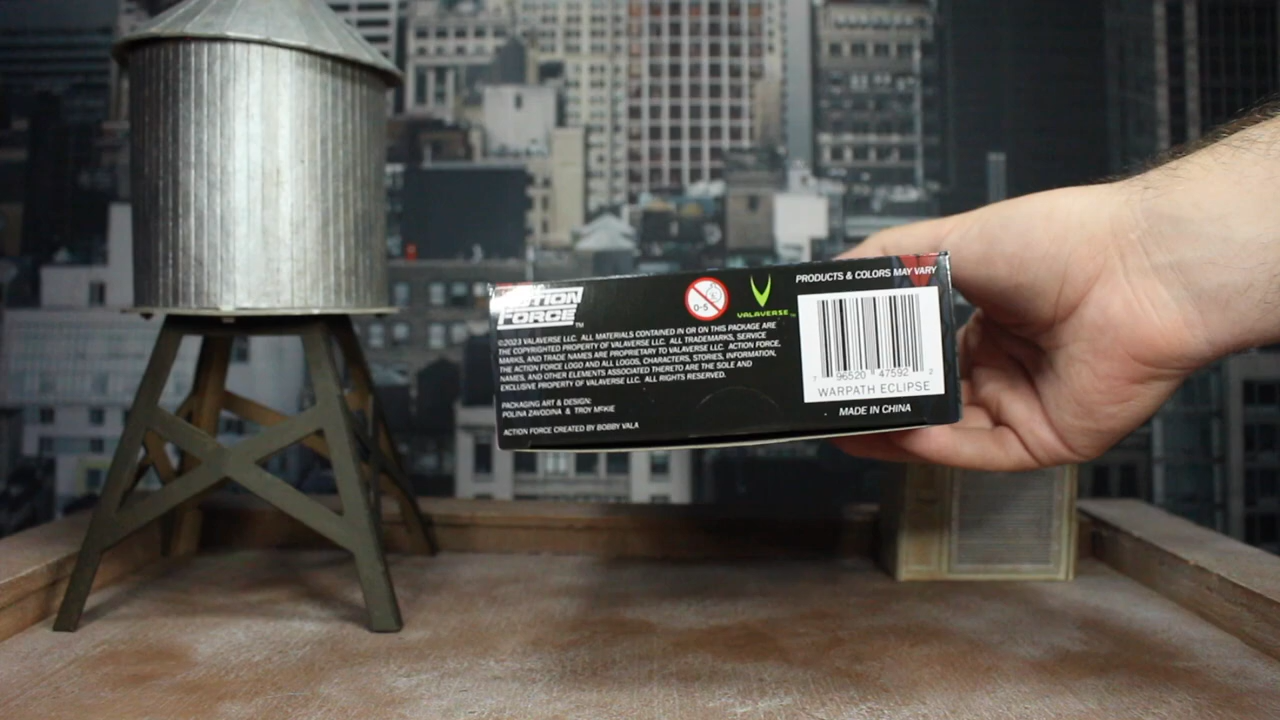 ACTION
FORCE™
0-5
VALAVERSE™
PRODUCTS & COLORS MAY VARY
©2023 VALAVERSE LLC. ALL MATERIALS CONTAINED IN OR ON THIS PACKAGE ARE
THE COPYRIGHTED PROPERTY OF VALAVERSE LLC. ALL TRADEMARKS, SERVICE
MARKS, AND TRADE NAMES ARE PROPRIETARY TO VALAVERSE LLC. ACTION FORCE,
THE ACTION FORCE LOGO AND ALL LOGOS, CHARACTERS, STORIES, INFORMATION,
NAMES, AND OTHER ELEMENTS ASSOCIATED THERETO ARE THE SOLE AND
EXCLUSIVE PROPERTY OF VALAVERSE LLC. ALL RIGHTS RESERVED.
PACKAGING ART & DESIGN:
POLINA ZAVODINA & TROY MCKIE
ACTION FORCE CREATED BY BOBBY VALA
7 96520 47592 2
WARPATH ECLIPSE
MADE IN CHINA